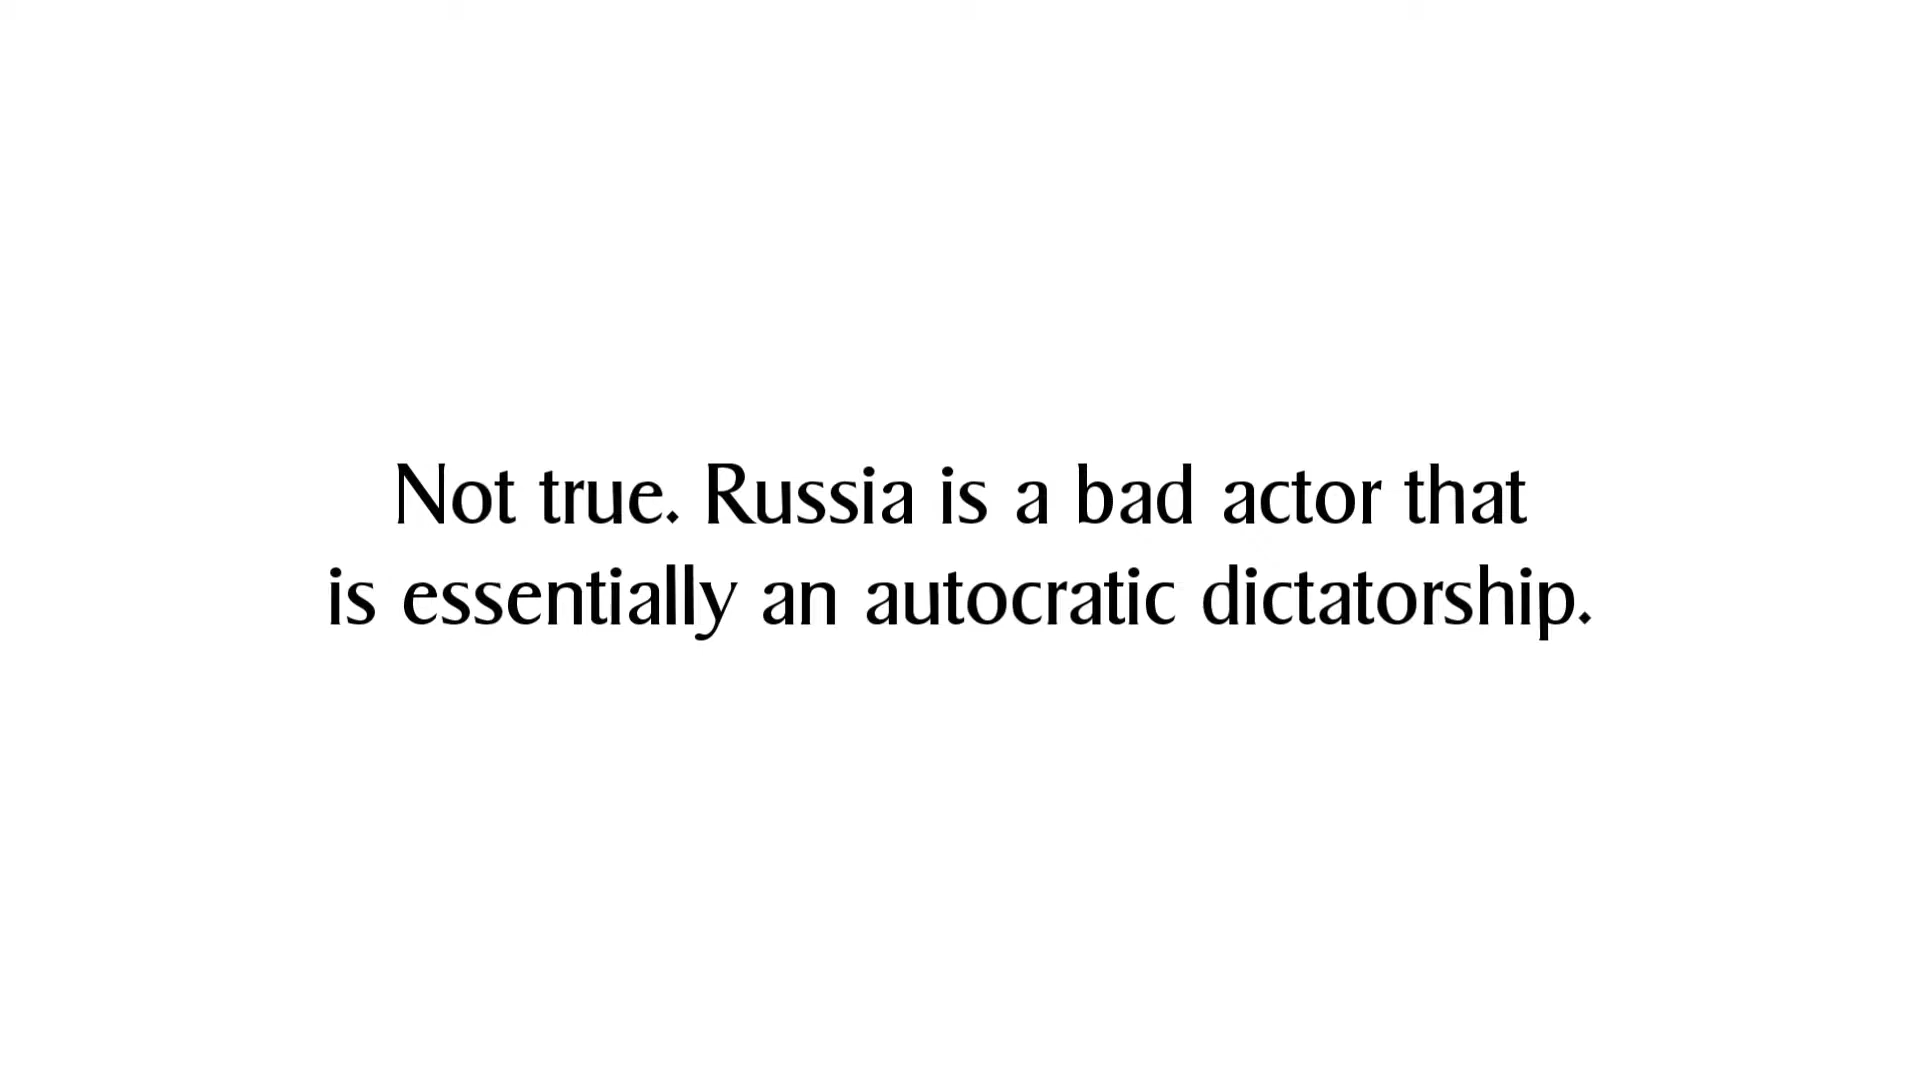 Not true. Russia is a bad actor that
is essentially an autocratic dictatorship.